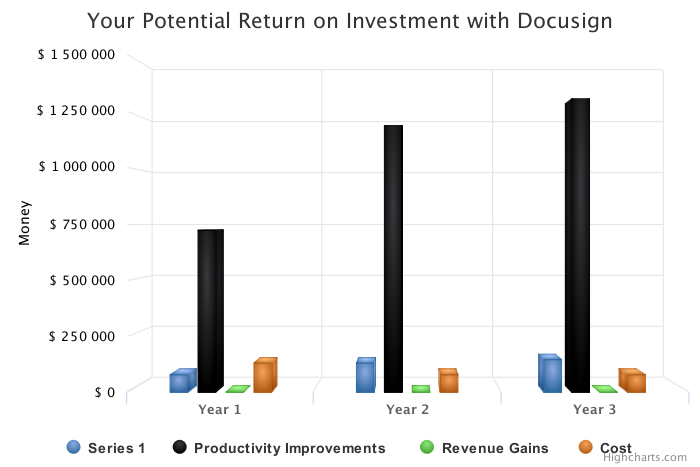 Your Potential Return on Investment with Docusign
$ 1 500 000
$ 1 250 000
$ 1 000 000
$ 750 000
$ 500 000
$ 250 000
$ 0
Money
Year 1
Year 2
Year 3
Series 1
Productivity Improvements
Revenue Gains
Cost
Highcharts.com